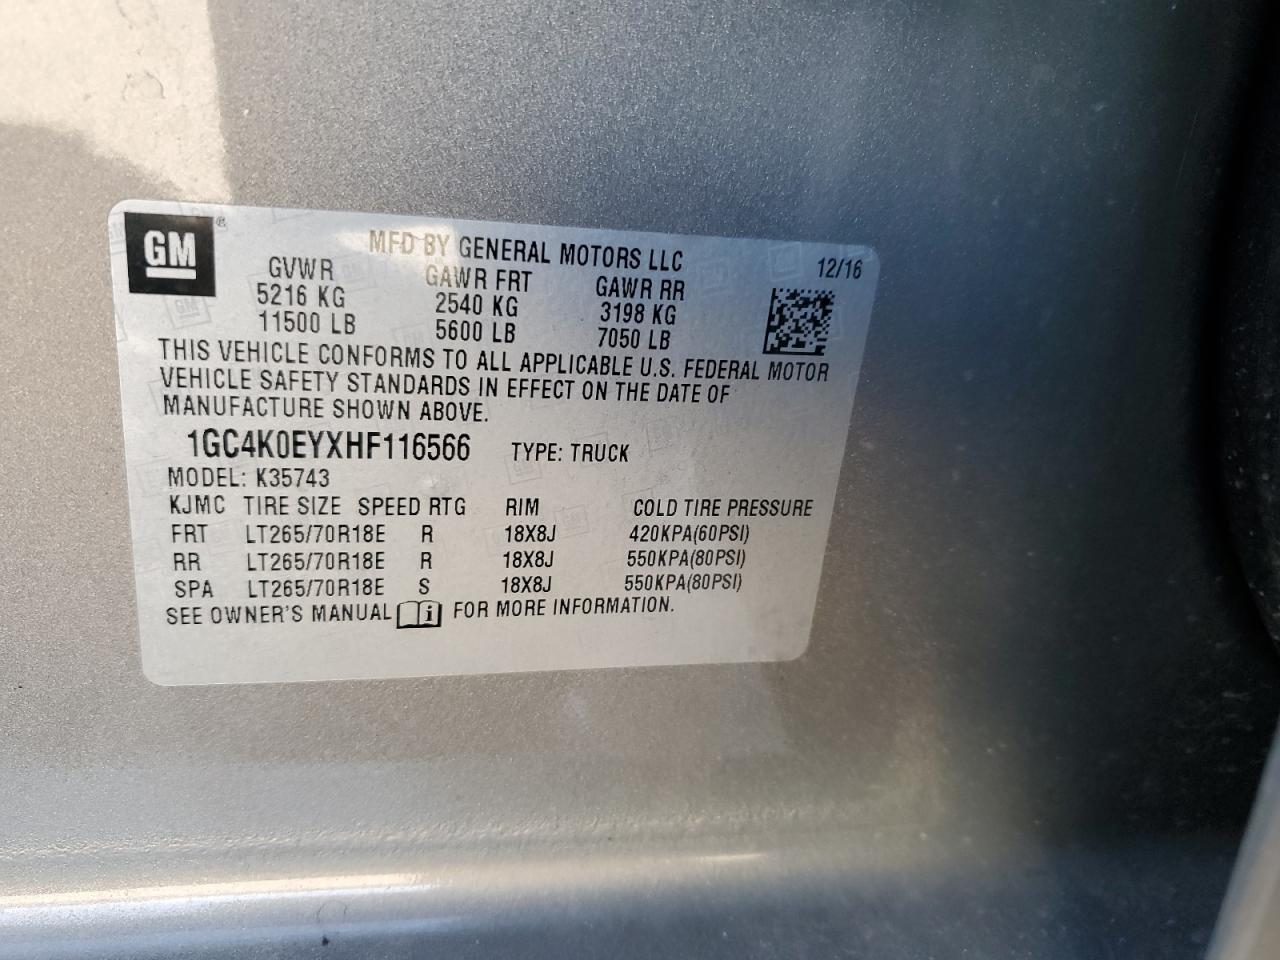 GM ®
MFD BY GENERAL MOTORS LLC
12/16
GVWR GAWR FRT GAWR RR
5216 KG 2540 KG 3198 KG
11500 LB 5600 LB 7050 LB
THIS VEHICLE CONFORMS TO ALL APPLICABLE U.S. FEDERAL MOTOR
VEHICLE SAFETY STANDARDS IN EFFECT ON THE DATE OF
MANUFACTURE SHOWN ABOVE.
1GC4K0EYXHF116566 TYPE: TRUCK
MODEL: K35743
KJMC TIRE SIZE SPEED RTG RIM COLD TIRE PRESSURE
FRT LT265/70R18E R 18X8J 420KPA(60PSI)
RR LT265/70R18E R 18X8J 550KPA(80PSI)
SPA LT265/70R18E S 18X8J 550KPA(80PSI)
SEE OWNER'S MANUAL i FOR MORE INFORMATION.